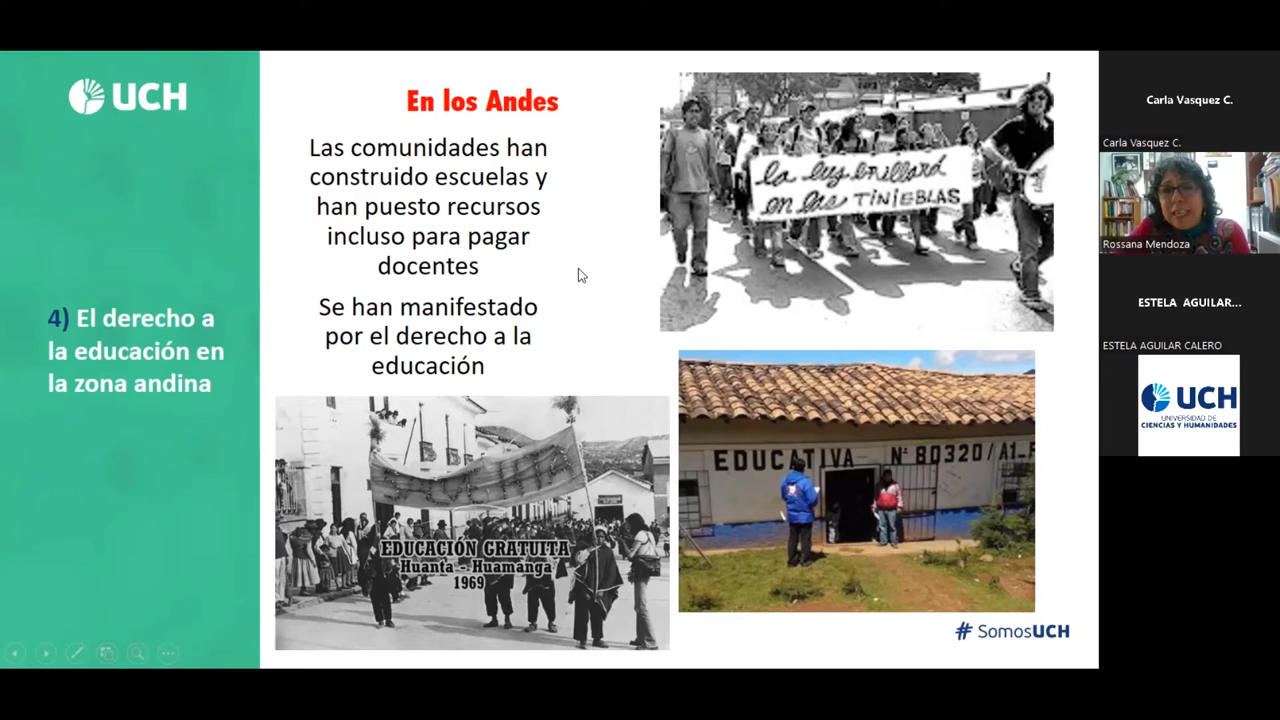 UCH
4) El derecho a
la educación en
la zona andina
En los Andes
Las comunidades han
construido escuelas y
han puesto recursos
incluso para pagar
docentes
Se han manifestado
por el derecho a la
educación
EDUCACIÓN GRATUITA
Huanta - Huamanga
1969
la luz brillará
en las TINIEBLAS
EDUCATIVA Nº 80320/A1
# SomosUCH
Carla Vasquez C.
Carla Vasquez C.
Rossana Mendoza
ESTELA AGUILAR...
ESTELA AGUILAR CALERO
UCH
UNIVERSIDAD DE
CIENCIAS Y HUMANIDADES